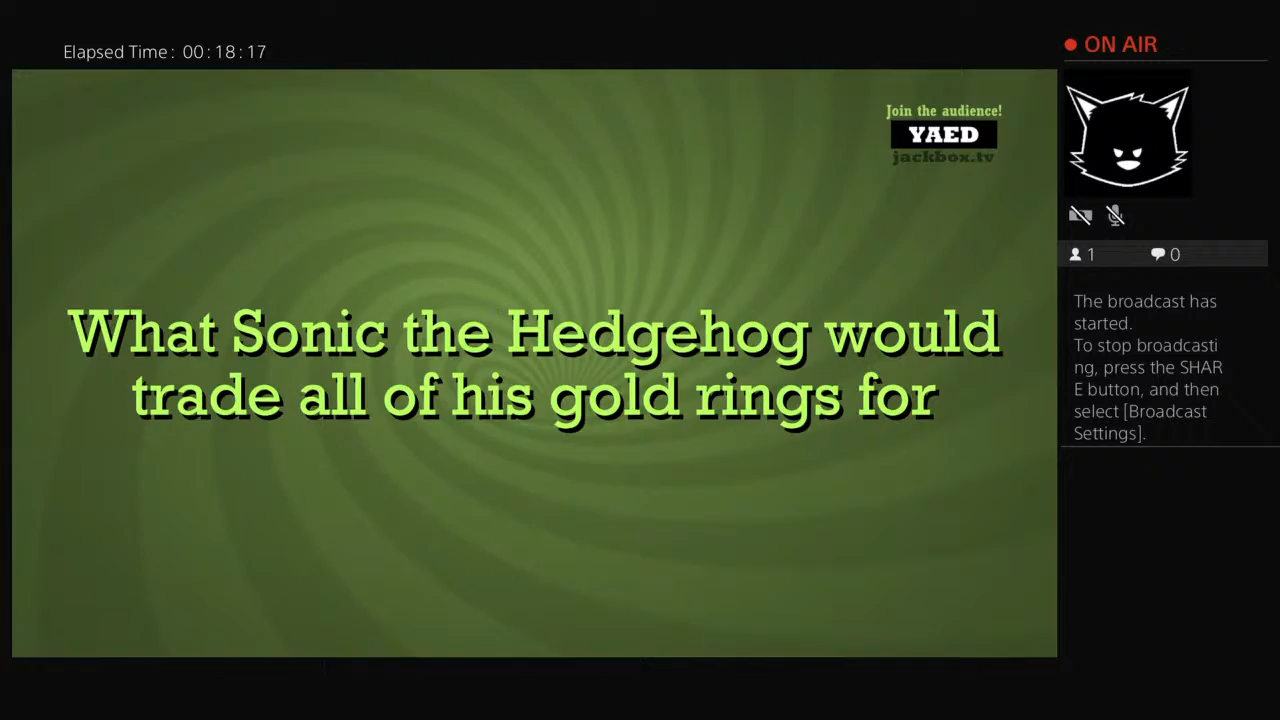 Elapsed Time: 00:18:17
ON AIR
Join the audience!
YAED
jackbox.tv
What Sonic the Hedgehog would
trade all of his gold rings for
1
0
The broadcast has
started.
To stop broadcasti
ng, press the SHAR
E button, and then
select [Broadcast
Settings].